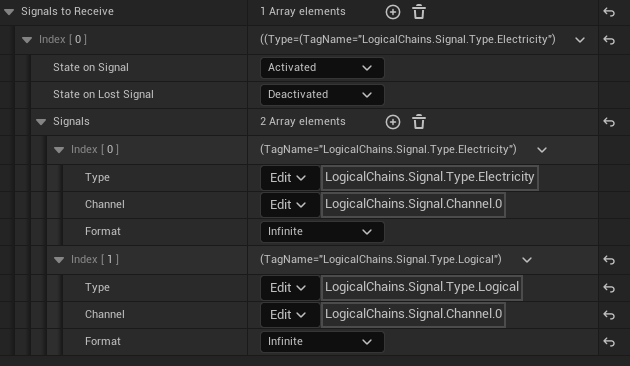 Signals to Receive 1 Array elements
Index [ 0 ] ((Type=(TagName="LogicalChains.Signal.Type.Electricity")
State on Signal Activated
State on Lost Signal Deactivated
Signals 2 Array elements
Index [ 0 ] (TagName="LogicalChains.Signal.Type.Electricity")
Type Edit LogicalChains.Signal.Type.Electricity
Channel Edit LogicalChains.Signal.Channel.0
Format Infinite
Index [ 1 ] (TagName="LogicalChains.Signal.Type.Logical")
Type Edit LogicalChains.Signal.Type.Logical
Channel Edit LogicalChains.Signal.Channel.0
Format Infinite